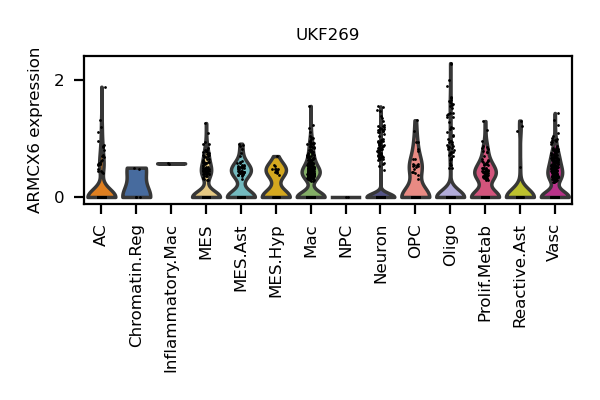 UKF269
ARMCX6 expression
2
0
AC
Chromatin.Reg
Inflammatory.Mac
MES
MES.Ast
MES.Hyp
Mac
NPC
Neuron
OPC
Oligo
Prolif.Metab
Reactive.Ast
Vasc